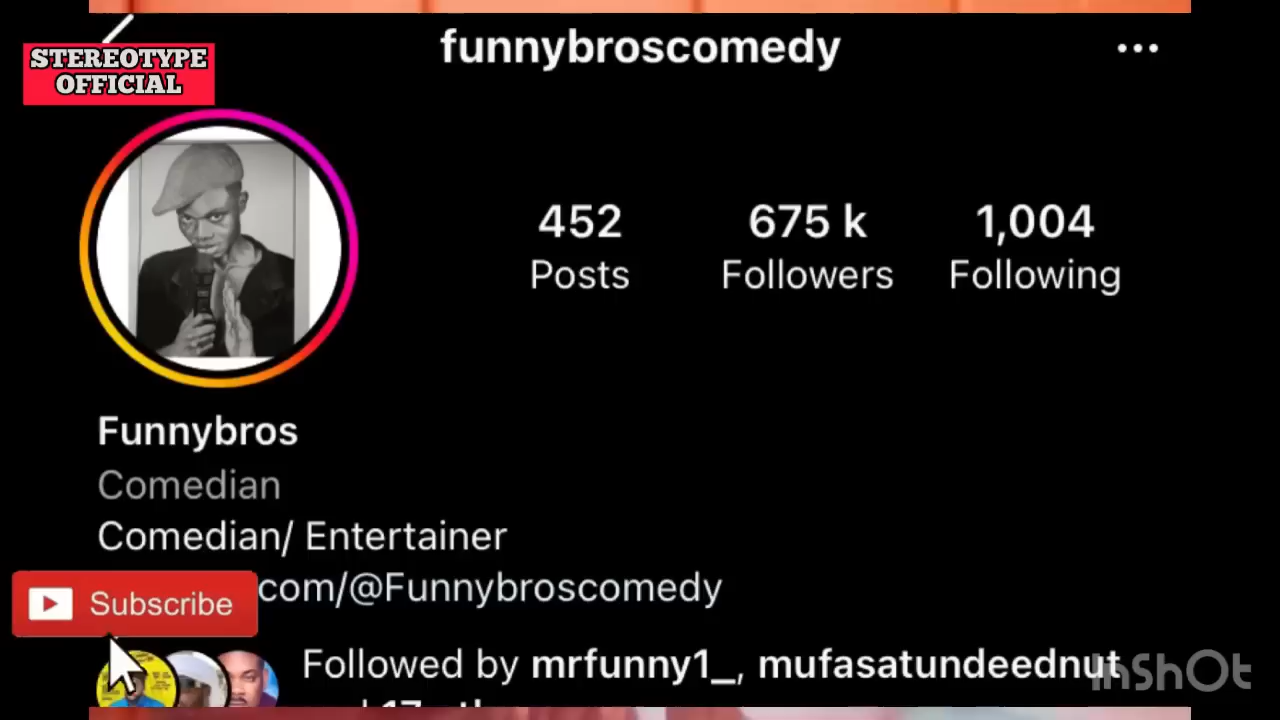 funnybroscomedy
STEREOTYPE
OFFICIAL
452
Posts
675 k
Followers
1,004
Following
Funnybros
Comedian
Comedian/ Entertainer
com/@Funnybroscomedy
Subscribe
Followed by mrfunny1_, mufasatundeednut
InShOt